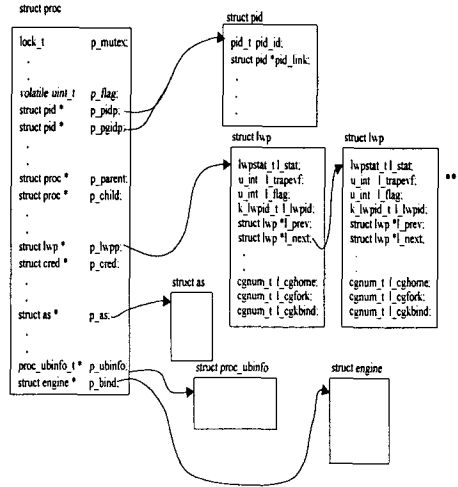 struct proc
lock_t p_mutex;
.
.
volatile uint_t p_flag;
struct pid * p_pidp;
struct pid * p_pgidp;
.
.
struct proc * p_parent;
struct proc * p_child;
.
.
struct lwp * p_lwpp;
struct cred * p_cred;
.
.
struct as * p_as;
.
.
proc_ubinfo_t * p_ubinfo;
struct engine * p_bind;
struct pid
pid_t pid_id;
struct pid *pid_link;
.
.
.
struct lwp
lwpstat_t l_stat;
u_int l_trapevf;
u_int l_flag;
k_lwpid_t l_lwpid;
struct lwp *l_prev;
struct lwp *l_next;
.
.
cgnum_t l_cghome;
cgnum_t l_cgfork;
cgnum_t l_cgkbind;
struct lwp
lwpstat_t l_stat;
u_int l_trapevf;
u_int l_flag;
k_lwpid_t l_lwpid;
struct lwp *l_prev;
struct lwp *l_next;
.
.
cgnum_t l_cghome;
cgnum_t l_cgfork;
cgnum_t l_cgkbind;
struct as
struct proc_ubinfo
struct engine